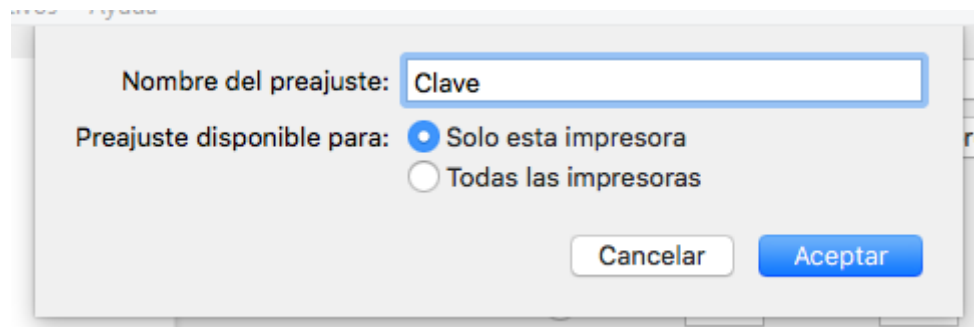 Nombre del preajuste: Clave
Preajuste disponible para: Solo esta impresora
Todas las impresoras
Cancelar Aceptar